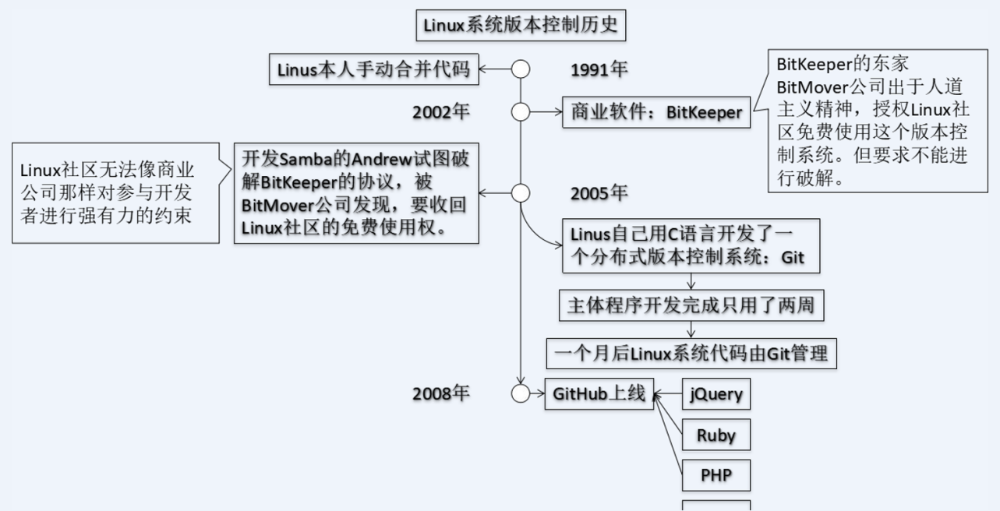 Linux系统版本控制历史
Linus本人手动合并代码
1991年
2002年
商业软件：BitKeeper
BitKeeper的东家
BitMover公司出于人道
主义精神，授权Linux社
区免费使用这个版本控
制系统。但要求不能进
行破解。
Linux社区无法像商业
公司那样对参与开发
者进行强有力的约束
开发Samba的Andrew试图破
解BitKeeper的协议，被
BitMover公司发现，要收回
Linux社区的免费使用权。
2005年
Linus自己用C语言开发了一
个分布式版本控制系统：Git
主体程序开发完成只用了两周
一个月后Linux系统代码由Git管理
2008年
GitHub上线
jQuery
Ruby
PHP